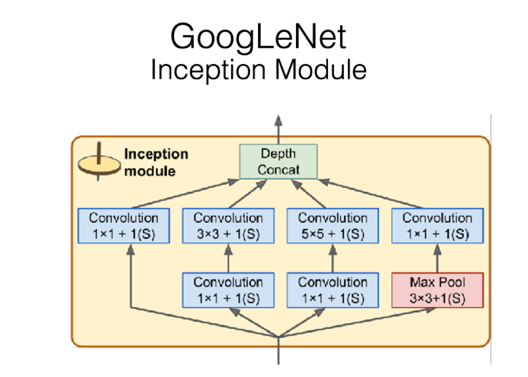 GoogLeNet
Inception Module
Inception
module
Depth
Concat
Convolution
1×1 + 1(S)
Convolution
3×3 + 1(S)
Convolution
5×5 + 1(S)
Convolution
1×1 + 1(S)
Convolution
1×1 + 1(S)
Convolution
1×1 + 1(S)
Max Pool
3×3+1(S)